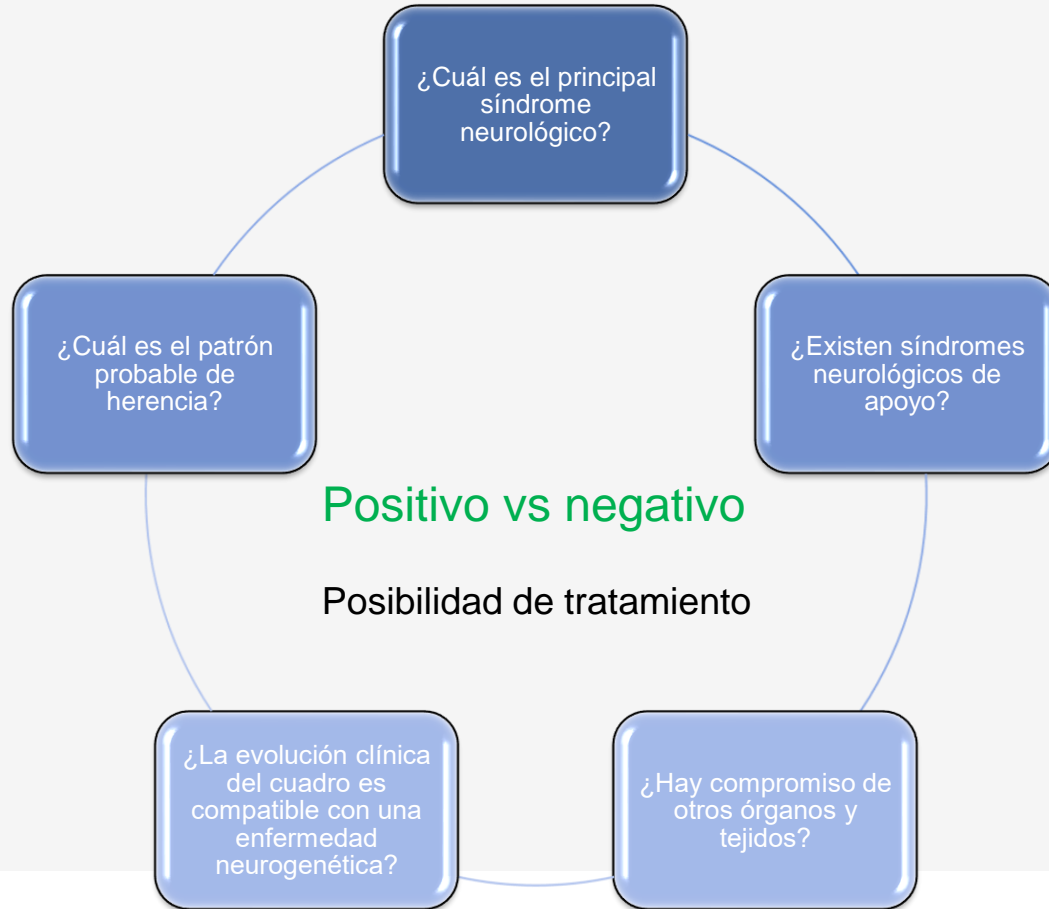 ¿Cuál es el principal
síndrome
neurológico?
¿Existen síndromes
neurológicos de
apoyo?
¿Hay compromiso de
otros órganos y
tejidos?
¿La evolución clínica
del cuadro es
compatible con una
enfermedad
neurogenética?
¿Cuál es el patrón
probable de
herencia?
Positivo vs negativo
Posibilidad de tratamiento